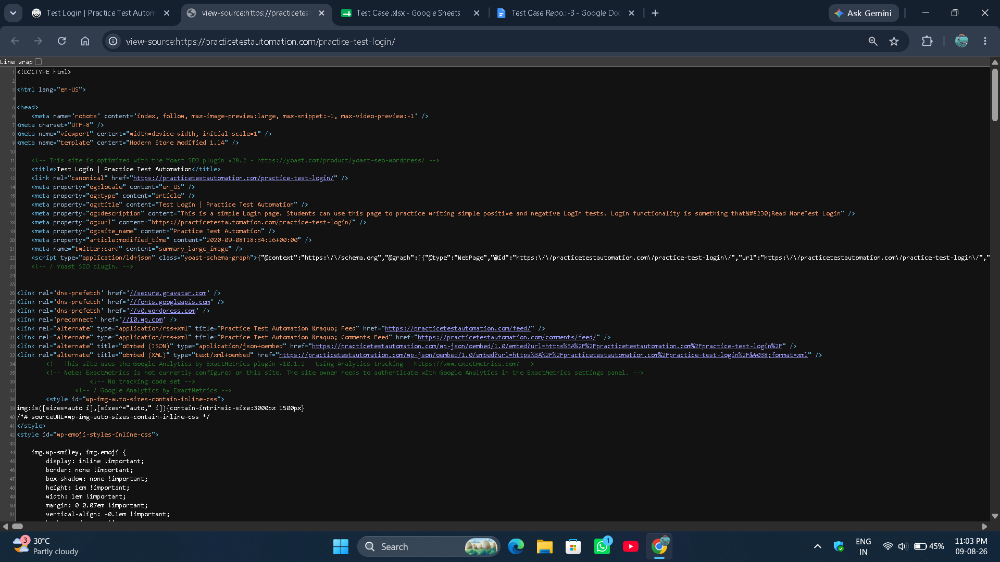 Test Login | Practice Test Autom
view-source:https://practicetes
Test Case .xlsx - Google Sheets
Test Case Repo.:-3 - Google Do
Ask Gemini
view-source:https://practicetestautomation.com/practice-test-login/
Line wrap
1 <!DOCTYPE html>
2
3 <html lang="en-US">
4
5 <head>
6 <meta name='robots' content='index, follow, max-image-preview:large, max-snippet:-1, max-video-preview:-1' />
7 <meta charset="UTF-8" />
8 <meta name="viewport" content="width=device-width, initial-scale=1" />
9 <meta name="template" content="Modern Store Modified 1.14" />
10
11 <!-- This site is optimized with the Yoast SEO plugin v28.2 - https://yoast.com/product/yoast-seo-wordpress/ -->
12 <title>Test Login | Practice Test Automation</title>
13 <link rel="canonical" href="https://practicetestautomation.com/practice-test-login/" />
14 <meta property="og:locale" content="en_US" />
15 <meta property="og:type" content="article" />
16 <meta property="og:title" content="Test Login | Practice Test Automation" />
17 <meta property="og:description" content="This is a simple Login page. Students can use this page to practice writing simple positive and negative LogIn tests. Login functionality is something that&#8230;Read MoreTest Login" />
18 <meta property="og:url" content="https://practicetestautomation.com/practice-test-login/" />
19 <meta property="og:site_name" content="Practice Test Automation" />
20 <meta property="article:modified_time" content="2020-09-08T18:34:16+00:00" />
21 <meta name="twitter:card" content="summary_large_image" />
22 <script type="application/ld+json" class="yoast-schema-graph">{"@context":"https:\/\/schema.org","@graph":[{"@type":"WebPage","@id":"https:\/\/practicetestautomation.com\/practice-test-login\/","url":"https:\/\/practicetestautomation.com\/practice-test-login\/","
23 <!-- / Yoast SEO plugin. -->
24
25
26 <link rel='dns-prefetch' href='//secure.gravatar.com' />
27 <link rel='dns-prefetch' href='//fonts.googleapis.com' />
28 <link rel='dns-prefetch' href='//v0.wordpress.com' />
29 <link rel='preconnect' href='//i0.wp.com' />
30 <link rel="alternate" type="application/rss+xml" title="Practice Test Automation &raquo; Feed" href="https://practicetestautomation.com/feed/" />
31 <link rel="alternate" type="application/rss+xml" title="Practice Test Automation &raquo; Comments Feed" href="https://practicetestautomation.com/comments/feed/" />
32 <link rel="alternate" title="oEmbed (JSON)" type="application/json+oembed" href="https://practicetestautomation.com/wp-json/oembed/1.0/embed?url=https%3A%2F%2Fpracticetestautomation.com%2Fpractice-test-login%2F" />
33 <link rel="alternate" title="oEmbed (XML)" type="text/xml+oembed" href="https://practicetestautomation.com/wp-json/oembed/1.0/embed?url=https%3A%2F%2Fpracticetestautomation.com%2Fpractice-test-login%2F&#038;format=xml" />
34 <!-- This site uses the Google Analytics by ExactMetrics plugin v10.1.2 - Using Analytics tracking - https://www.exactmetrics.com/ -->
35 <!-- Note: ExactMetrics is not currently configured on this site. The site owner needs to authenticate with Google Analytics in the ExactMetrics settings panel. -->
36 <!-- No tracking code set -->
37 <!-- / Google Analytics by ExactMetrics -->
38 <style id="wp-img-auto-sizes-contain-inline-css">
39 img:is([sizes=auto i],[sizes^="auto," i]){contain-intrinsic-size:3000px 1500px}
40 /*# sourceURL=wp-img-auto-sizes-contain-inline-css */
41 </style>
42 <style id="wp-emoji-styles-inline-css">
43
44 img.wp-smiley, img.emoji {
45 display: inline !important;
46 border: none !important;
47 box-shadow: none !important;
48 height: 1em !important;
49 width: 1em !important;
50 margin: 0 0.07em !important;
51 vertical-align: -0.1em !important;
3
30°C
Partly cloudy
Search
1
ENG
IN
45%
11:03 PM
09-08-26